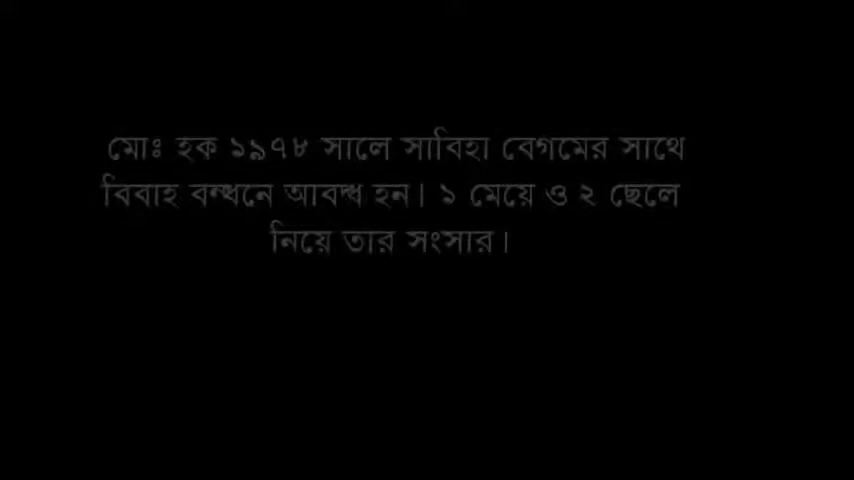 মোঃ হক ১৯৭৮ সালে সাবিহা বেগমের সাথে
বিবাহ বন্ধনে আবদ্ধ হন। ১ মেয়ে ও ২ ছেলে
নিয়ে তার সংসার।